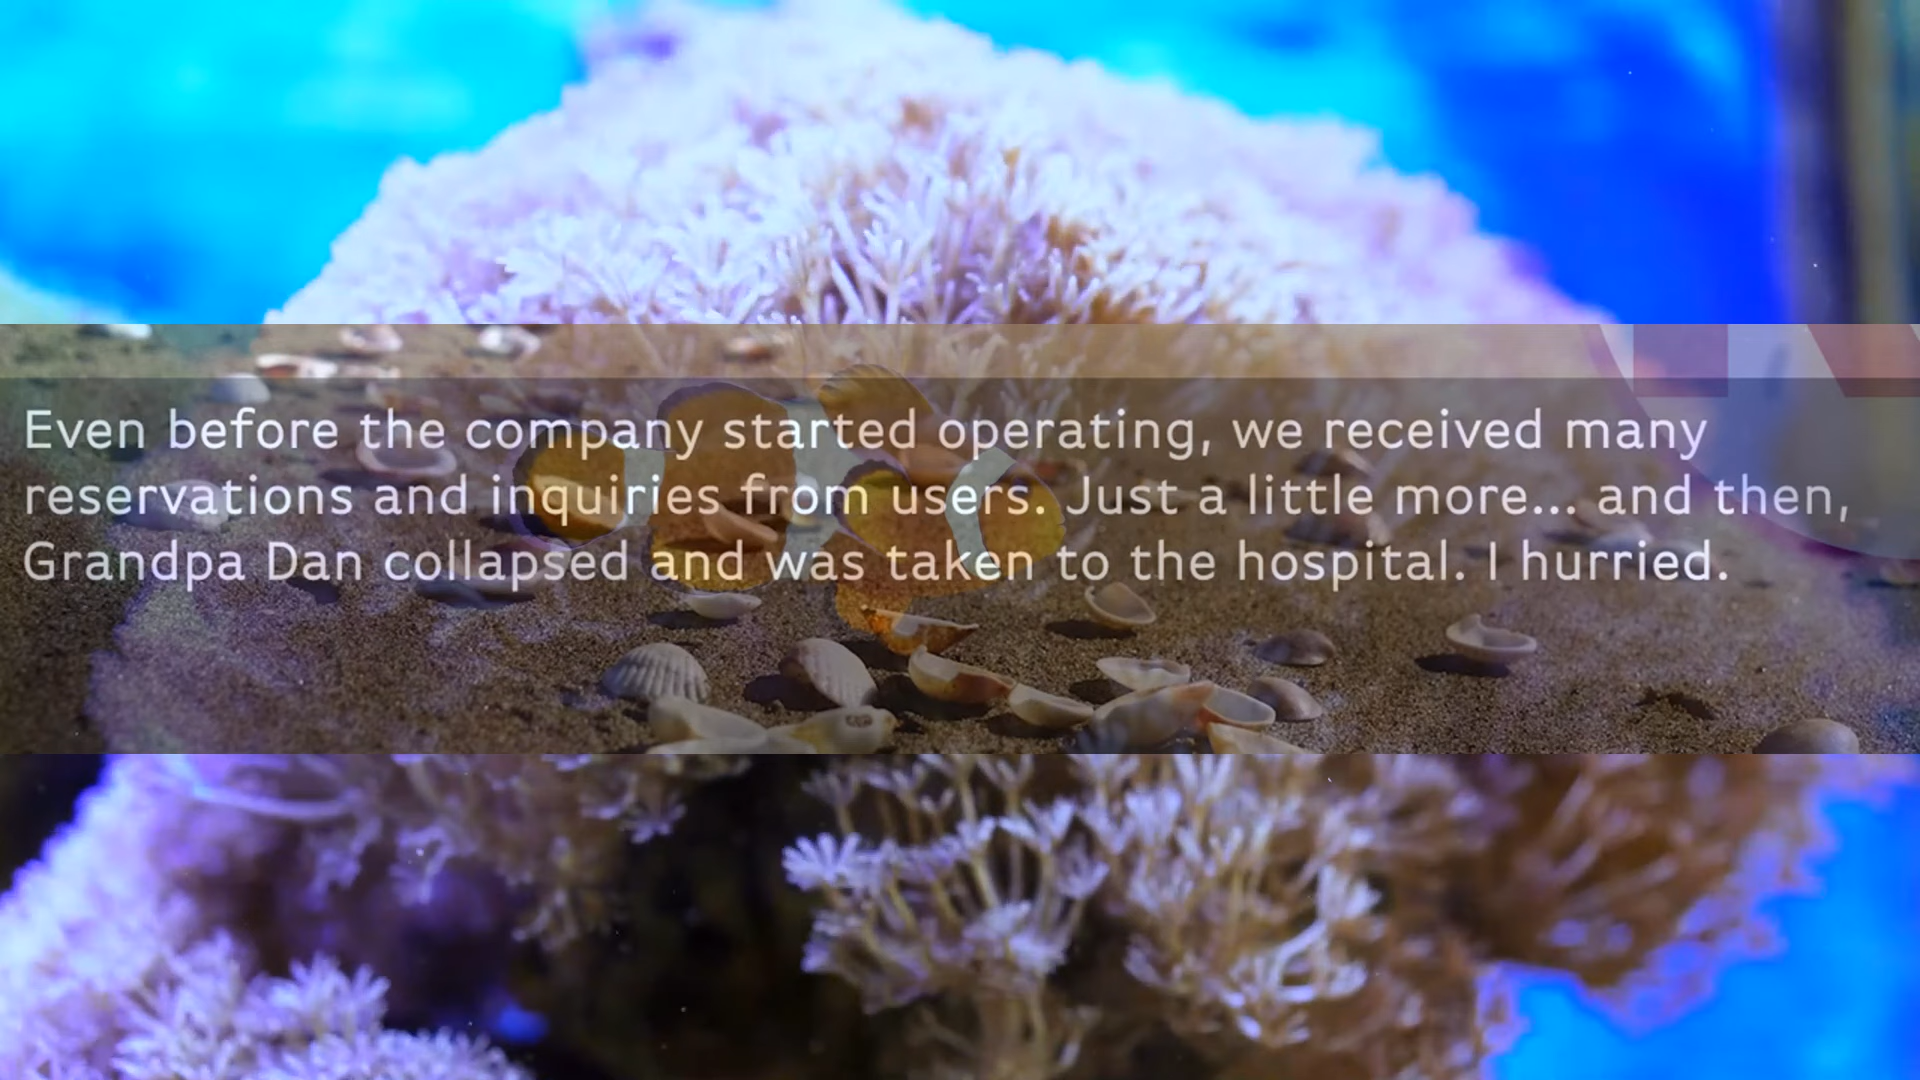 Even before the company started operating, we received many
reservations and inquiries from users. Just a little more... and then,
Grandpa Dan collapsed and was taken to the hospital. I hurried.